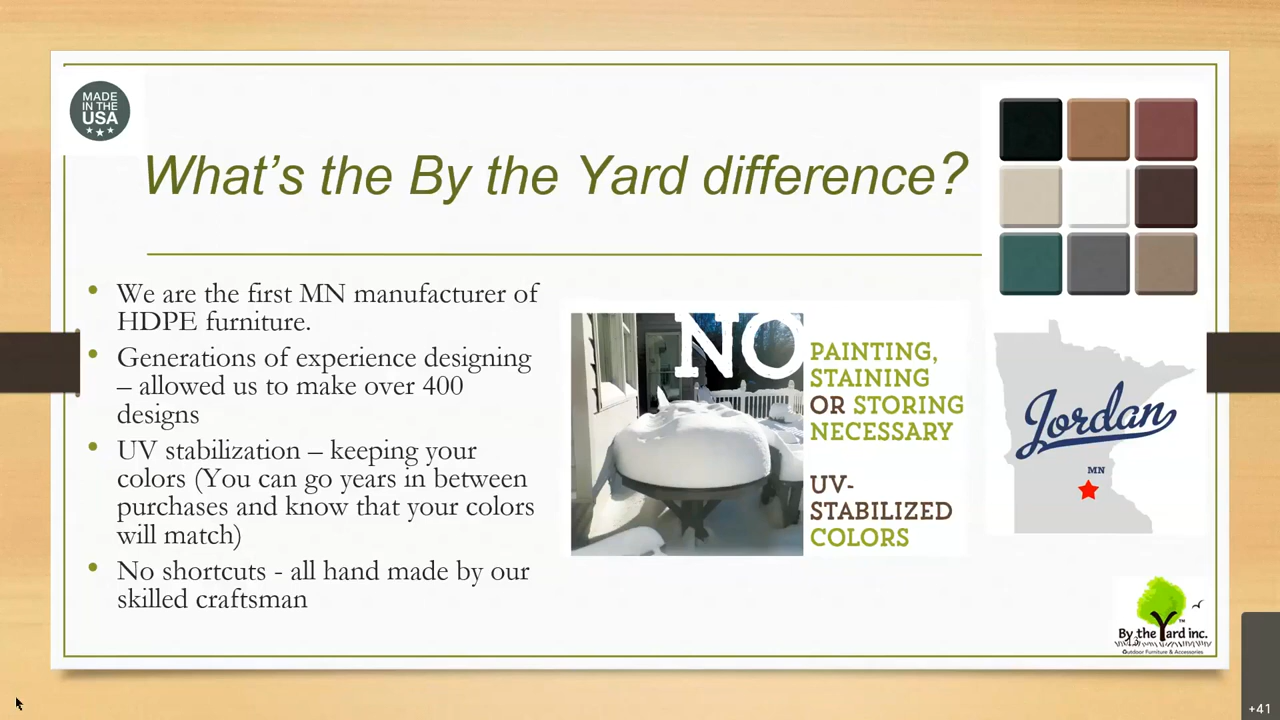 MADE
IN THE
USA
What's the By the Yard difference?
• We are the first MN manufacturer of
HDPE furniture.
• Generations of experience designing
– allowed us to make over 400
designs
• UV stabilization – keeping your
colors (You can go years in between
purchases and know that your colors
will match)
• No shortcuts - all hand made by our
skilled craftsman
NO
PAINTING,
STAINING
OR STORING
NECESSARY
UV-
STABILIZED
COLORS
Jordan
MN
By the Yard inc.
TM
Outdoor Furniture & Accessories
+41